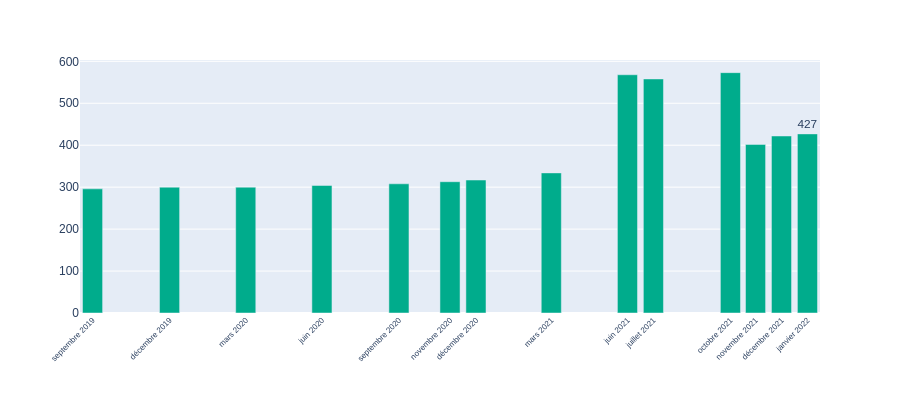 600
500
427
400
300
200
100
0
septembre 2019
décembre 2019
mars 2020
juin 2020
septembre 2020
novembre 2020
décembre 2020
mars 2021
juin 2021
juillet 2021
octobre 2021
novembre 2021
décembre 2021
janvier 2022